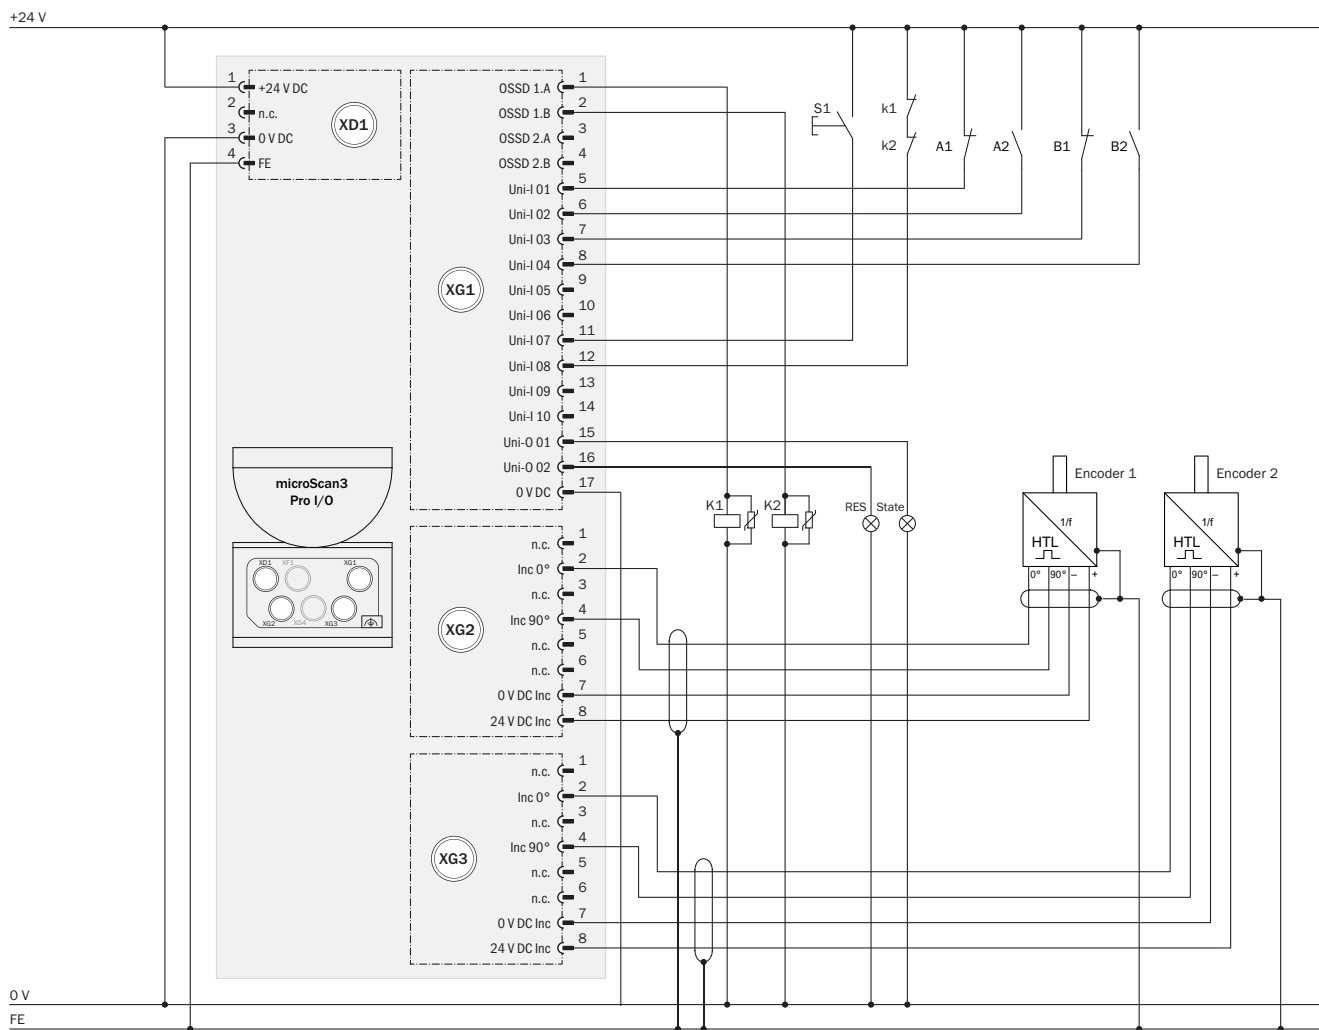 +24 V
1
+24 V DC
2
n.c.
3
0 V DC
4
FE
XD1
OSSD 1.A
1
OSSD 1.B
2
OSSD 2.A
3
OSSD 2.B
4
Uni-I 01
5
Uni-I 02
6
Uni-I 03
7
Uni-I 04
8
Uni-I 05
9
Uni-I 06
10
Uni-I 07
11
Uni-I 08
12
Uni-I 09
13
Uni-I 10
14
Uni-O 01
15
Uni-O 02
16
0 V DC
17
XG1
S1
k1
k2
A1
A2
B1
B2
microScan3
Pro I/O
XD1
XF1
XG1
XG2
XG4
XG3
K1
K2
RES
State
Encoder 1
1/f
HTL
0°
90°
–
+
Encoder 2
1/f
HTL
0°
90°
–
+
n.c.
1
Inc 0°
2
n.c.
3
Inc 90°
4
n.c.
5
n.c.
6
0 V DC Inc
7
24 V DC Inc
8
XG2
n.c.
1
Inc 0°
2
n.c.
3
Inc 90°
4
n.c.
5
n.c.
6
0 V DC Inc
7
24 V DC Inc
8
XG3
0 V
FE